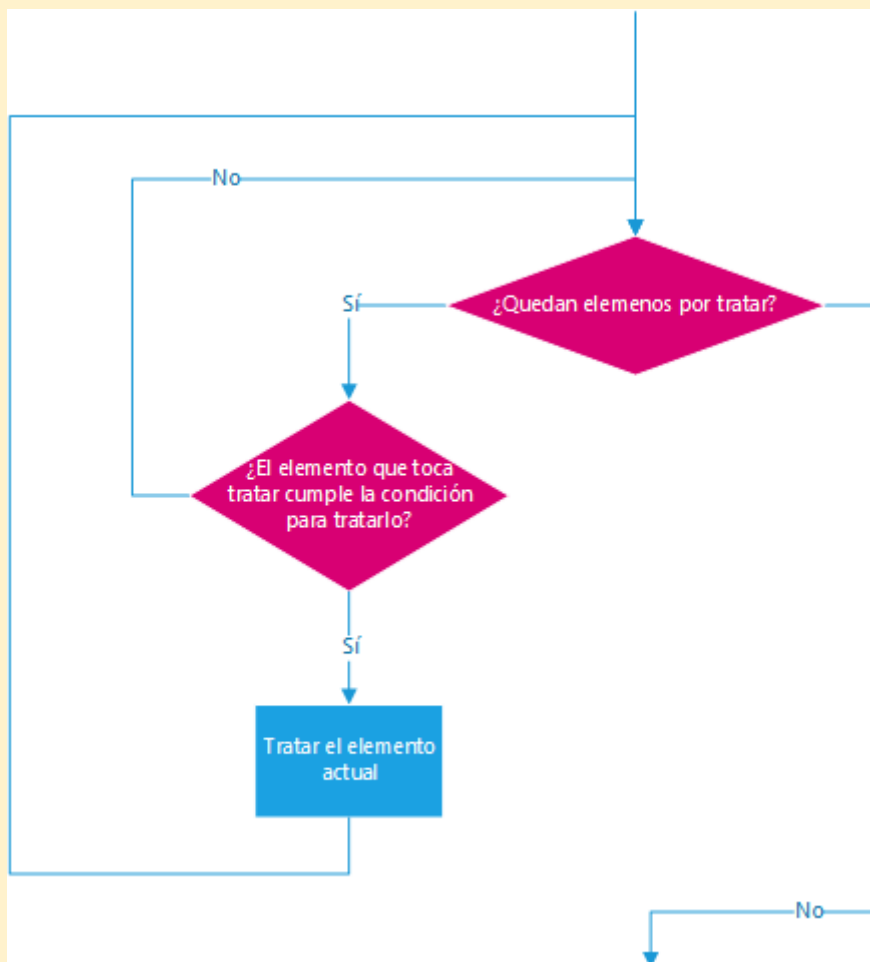 No
¿Quedan elemenos por tratar?
Sí
¿El elemento que toca
tratar cumple la condición
para tratarlo?
Sí
Tratar el elemento
actual
No